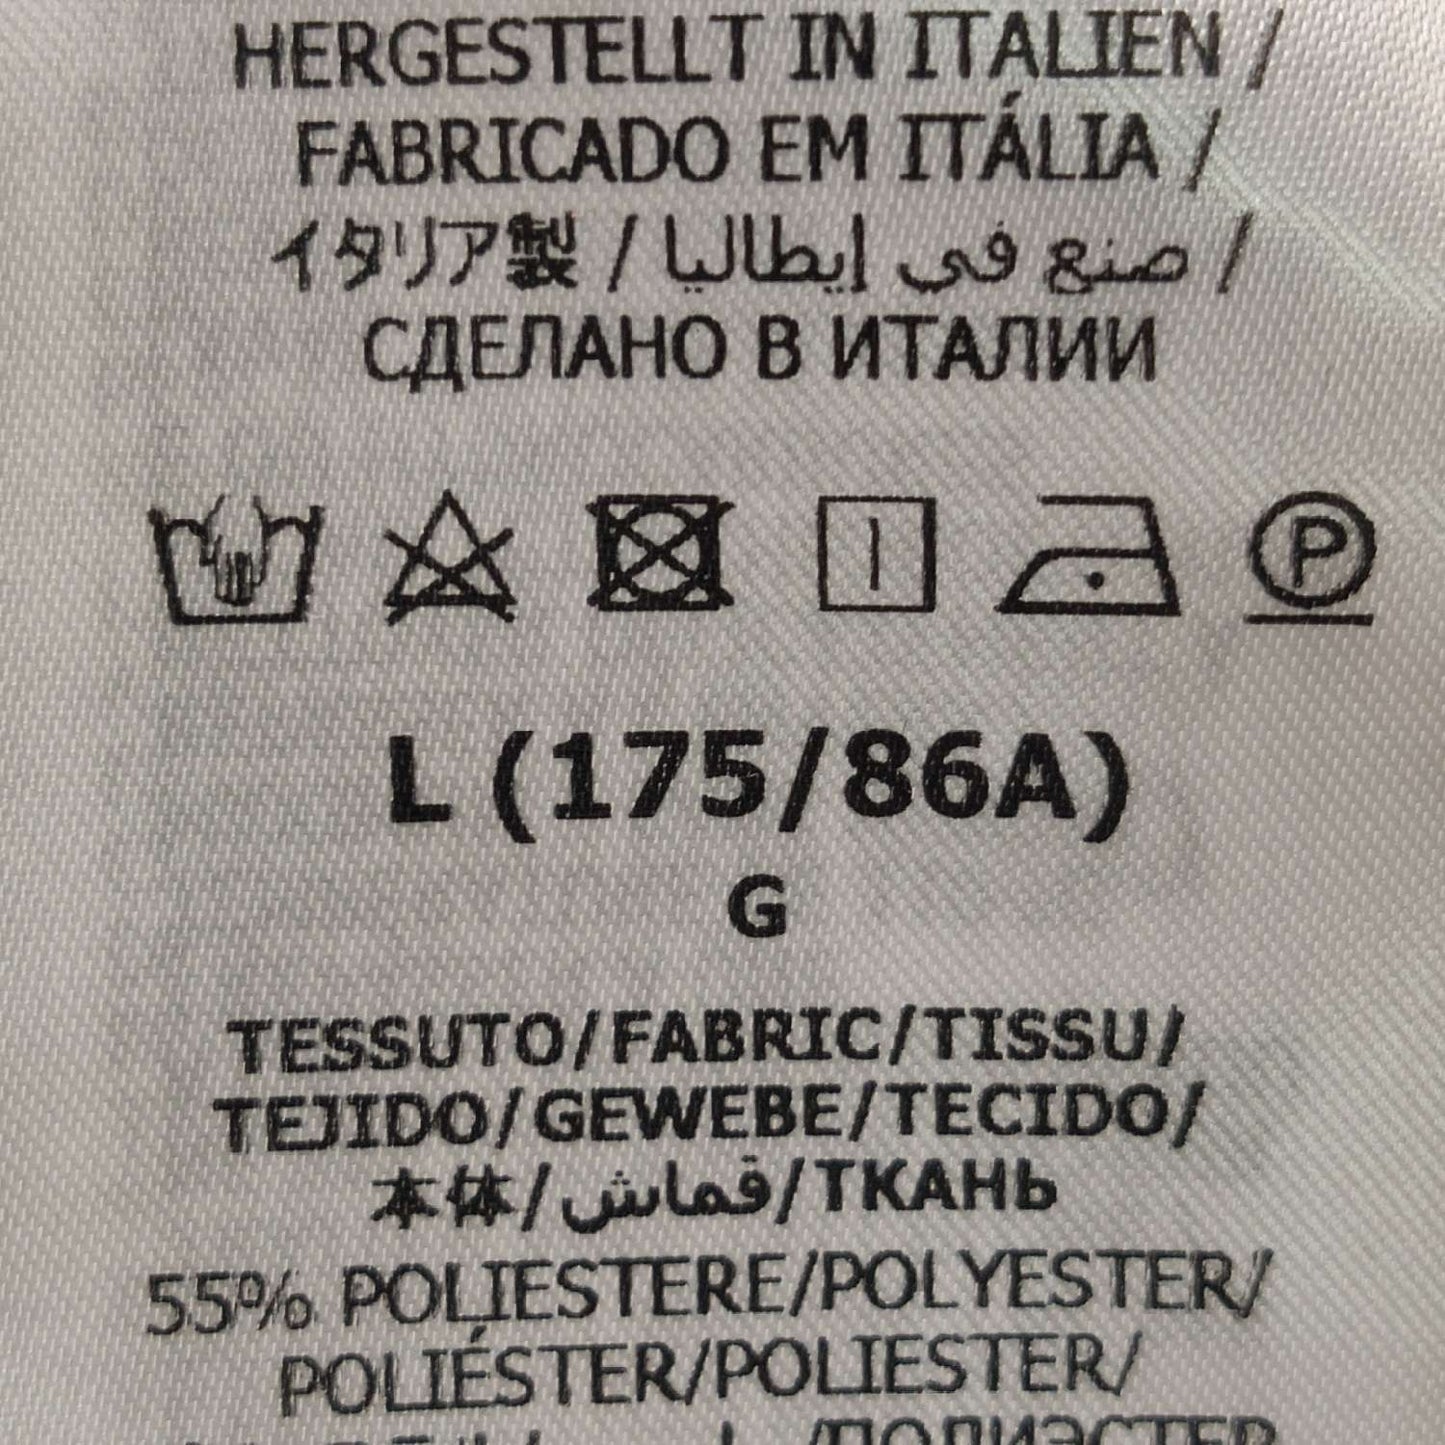 HERGESTELLT IN ITALIEN /
FABRICADO EM ITÁLIA /
イタリア製 / صنع في إيطاليا /
СДЕЛАНО В ИТАЛИИ
P
L (175/86A)
G
TESSUTO/FABRIC/TISSU/
TEJIDO/GEWEBE/TECIDO/
本体/قماش/ТКАНЬ
55% POLIESTERE/POLYESTER/
POLIÉSTER/POLIESTER/
/ПОЛИЭСТЕР